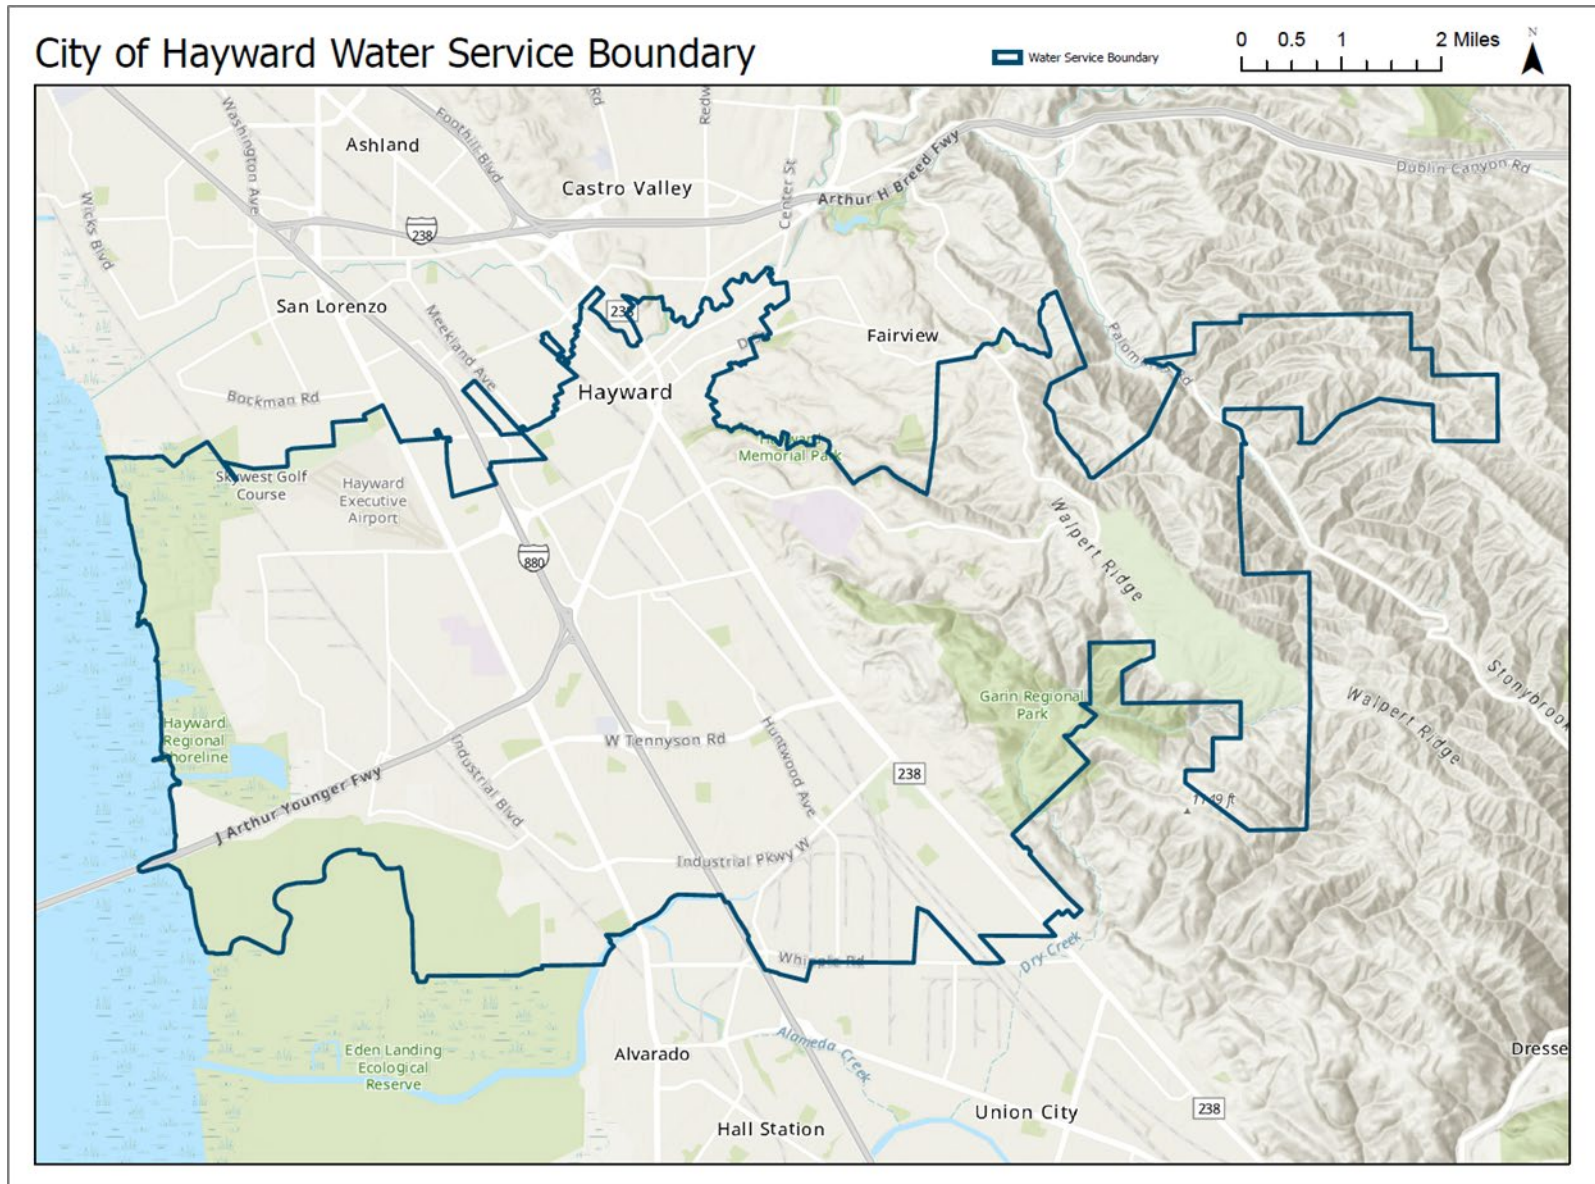 City of Hayward Water Service Boundary
Water Service Boundary
0 0.5 1 2 Miles
N
Rd
Redw
Washington Ave
Foothill Blvd
Ashland
Castro Valley
Center St
Arthur H Breed Fwy
Dublin Canyon Rd
Wicks Blvd
238
San Lorenzo
Meekland Ave
238
Fairview
Hayward
Bockman Rd
Memorial Park
Skywest Golf
Course
Hayward
Executive
Airport
880
Walpert Ridge
Stonybrook
Walpert Ridge
Garin Regional
Park
Hayward
Regional
Shoreline
W Tennyson Rd
Huntwood Ave
Industrial Blvd
238
1149 ft
J Arthur Younger Fwy
Industrial Pkwy W
Whipple Rd
Dry Creek
Alameda Creek
Eden Landing
Ecological
Reserve
Alvarado
Dresse
Union City
238
Hall Station